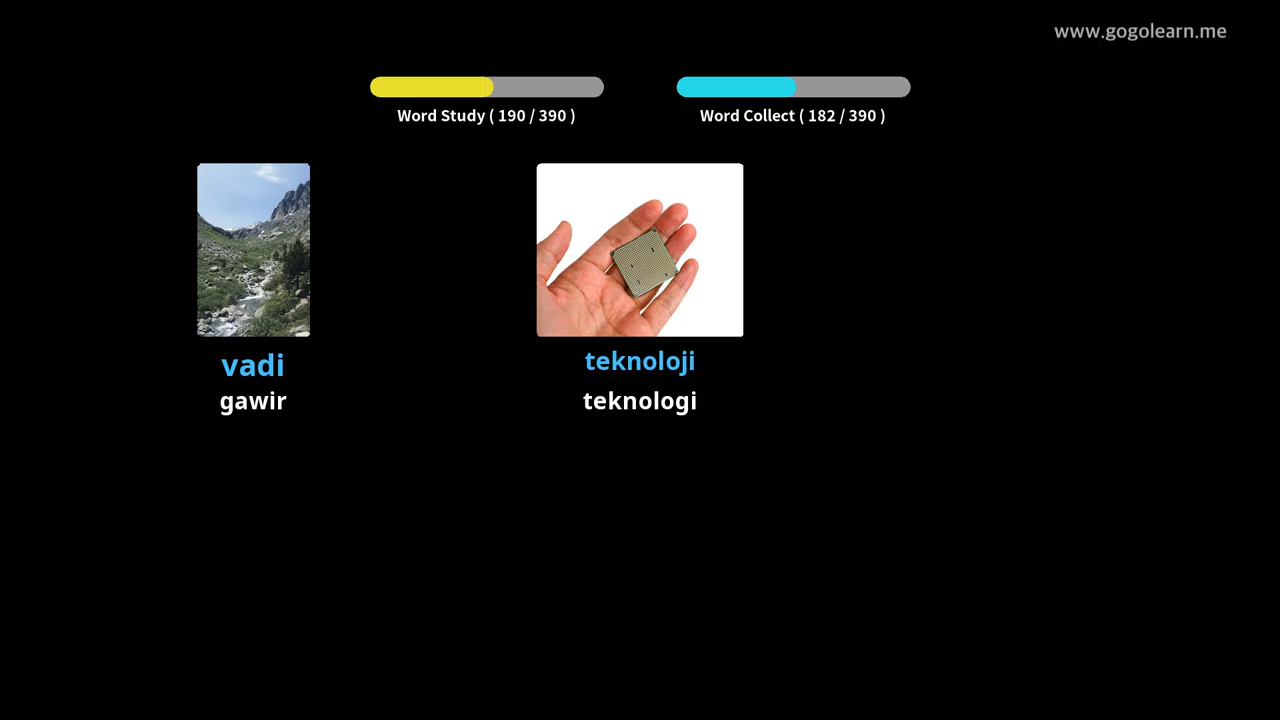 www.gogolearn.me
Word Study ( 190 / 390 )
Word Collect ( 182 / 390 )
vadi
gawir
teknoloji
teknologi